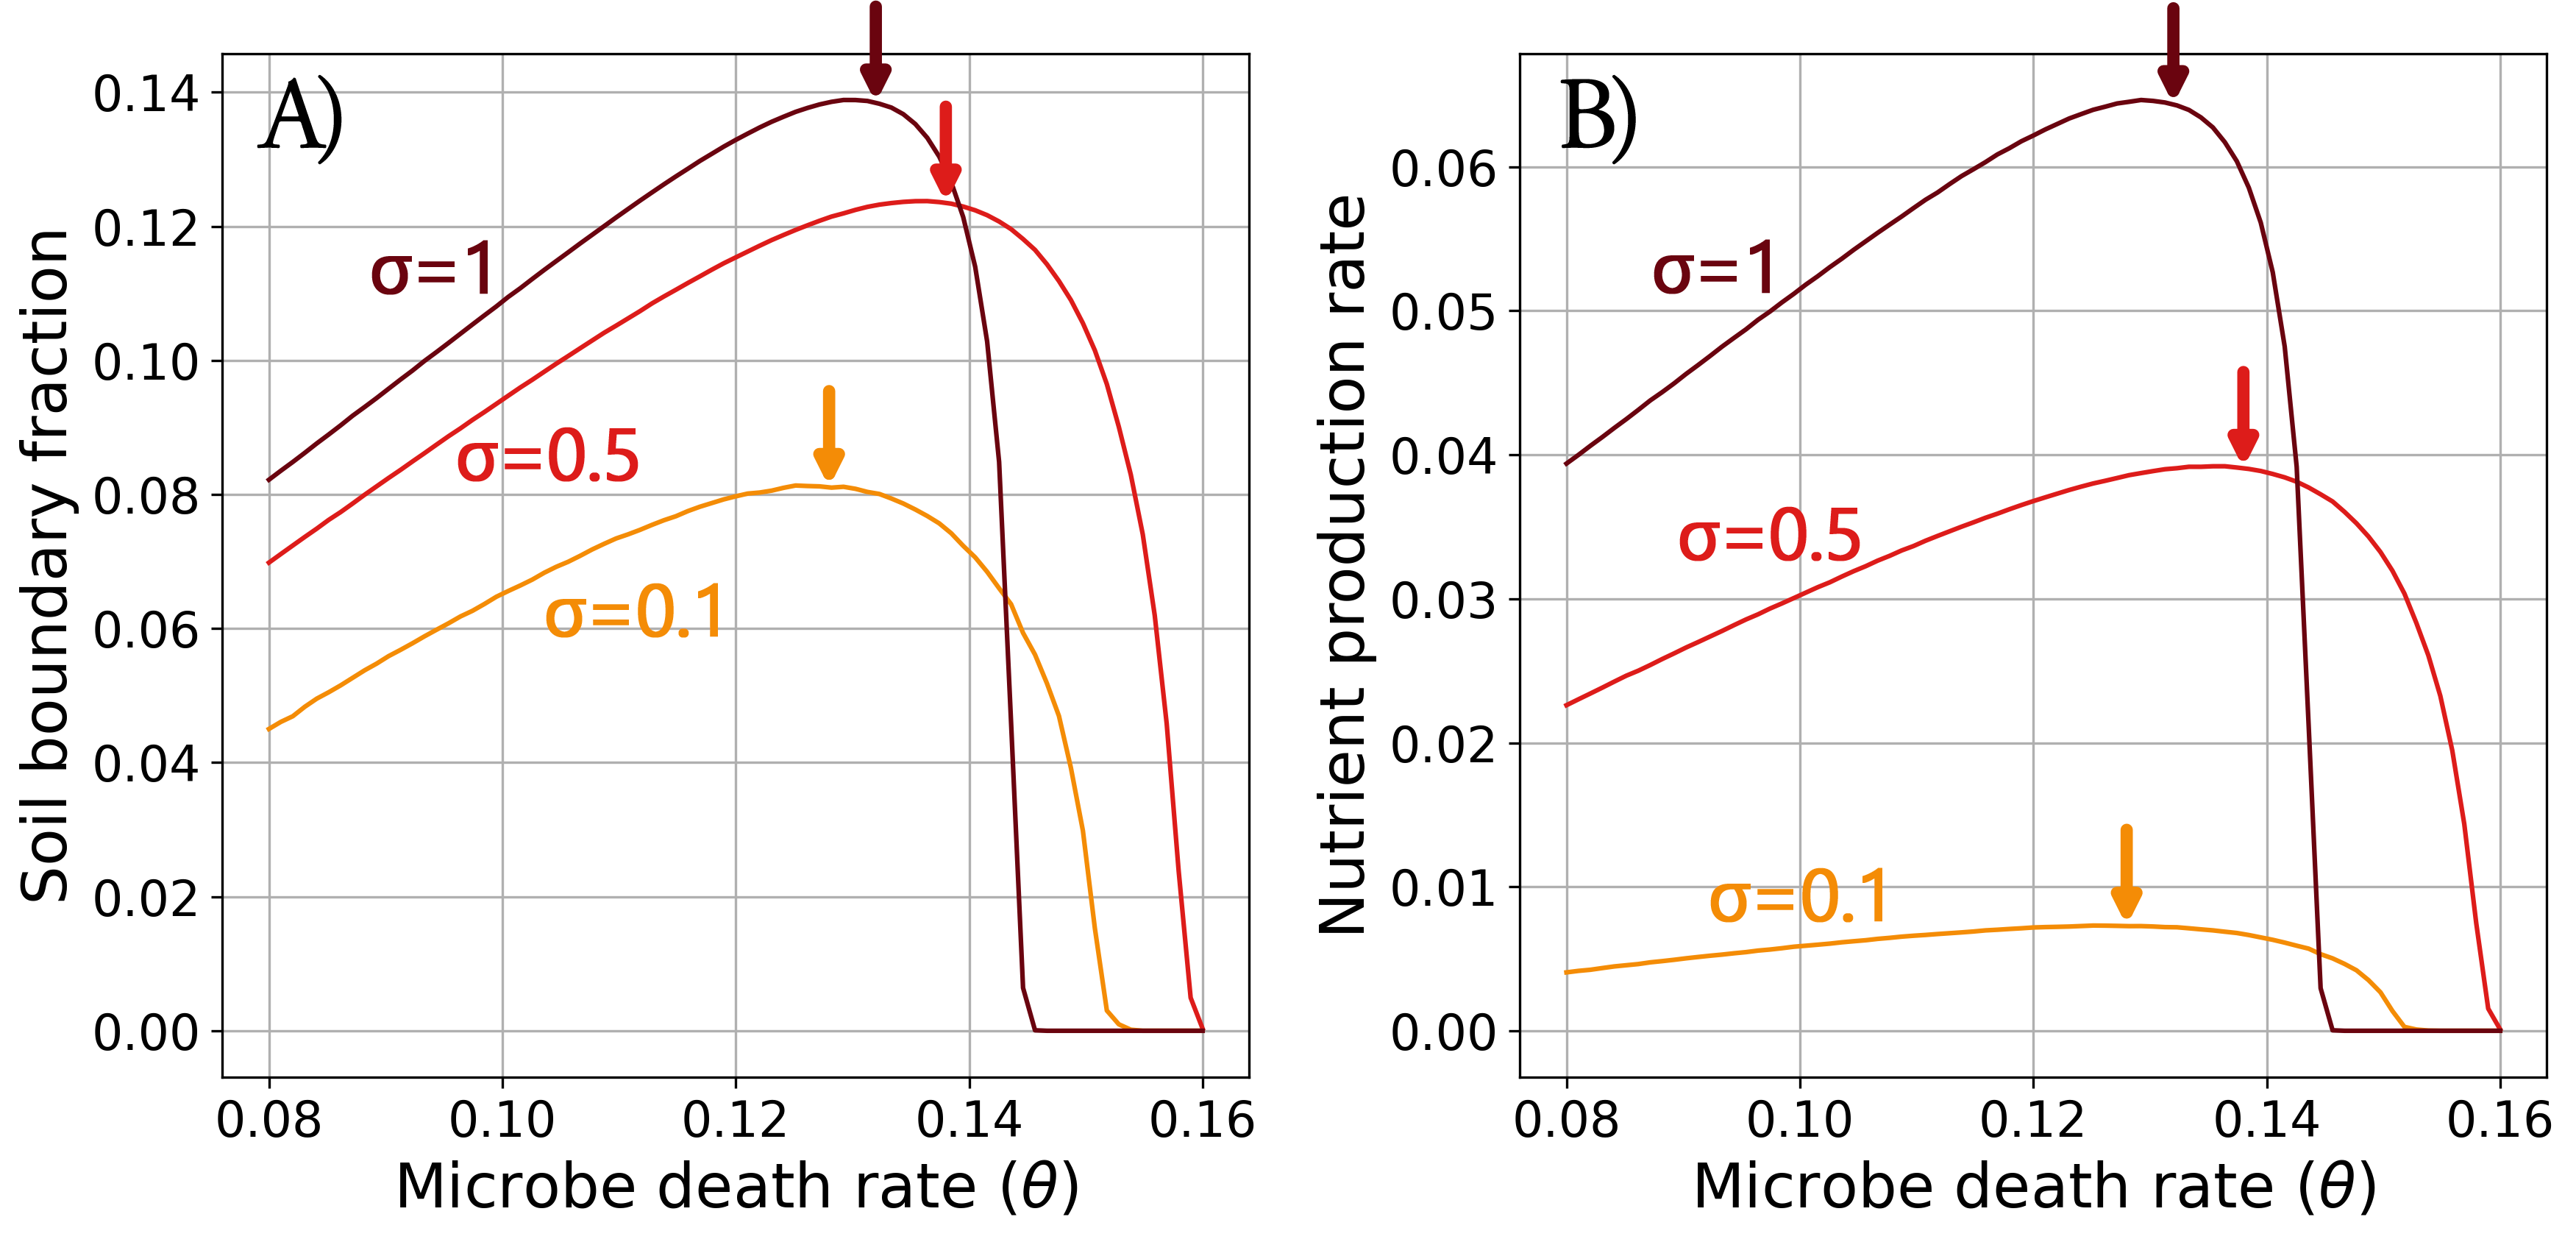 A)
Soil boundary fraction
0.14
0.12
0.10
0.08
0.06
0.04
0.02
0.00
σ=1
σ=0.5
σ=0.1
0.08 0.10 0.12 0.14 0.16
Microbe death rate (θ)
B)
Nutrient production rate
0.06
0.05
0.04
0.03
0.02
0.01
0.00
σ=1
σ=0.5
σ=0.1
0.08 0.10 0.12 0.14 0.16
Microbe death rate (θ)